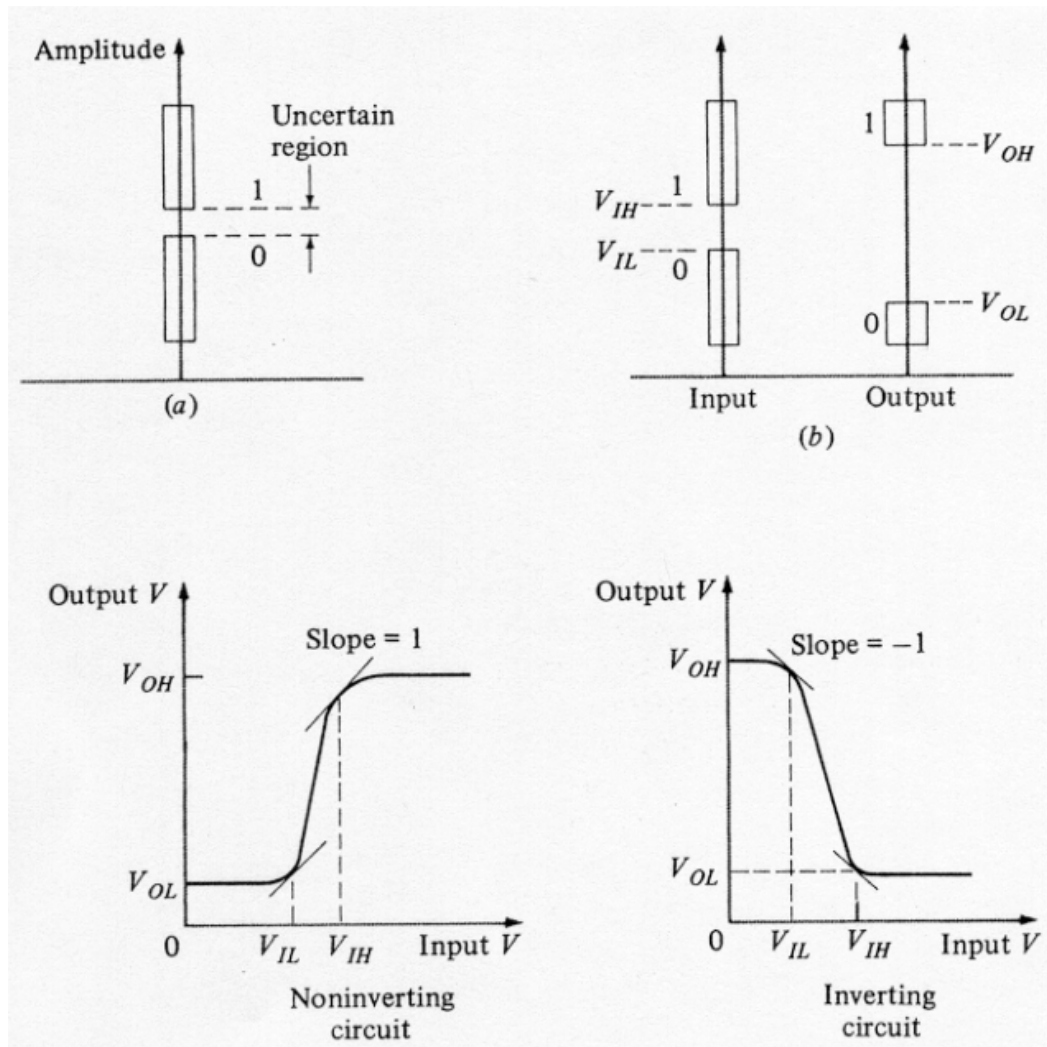 Amplitude
Uncertain
region
1
0
(a)
V_IH
1
V_IL
0
Input
1
V_OH
0
V_OL
Output
(b)
Output V
Slope = 1
V_OH
V_OL
0
V_IL
V_IH
Input V
Noninverting
circuit
Output V
Slope = −1
V_OH
V_OL
0
V_IL
V_IH
Input V
Inverting
circuit